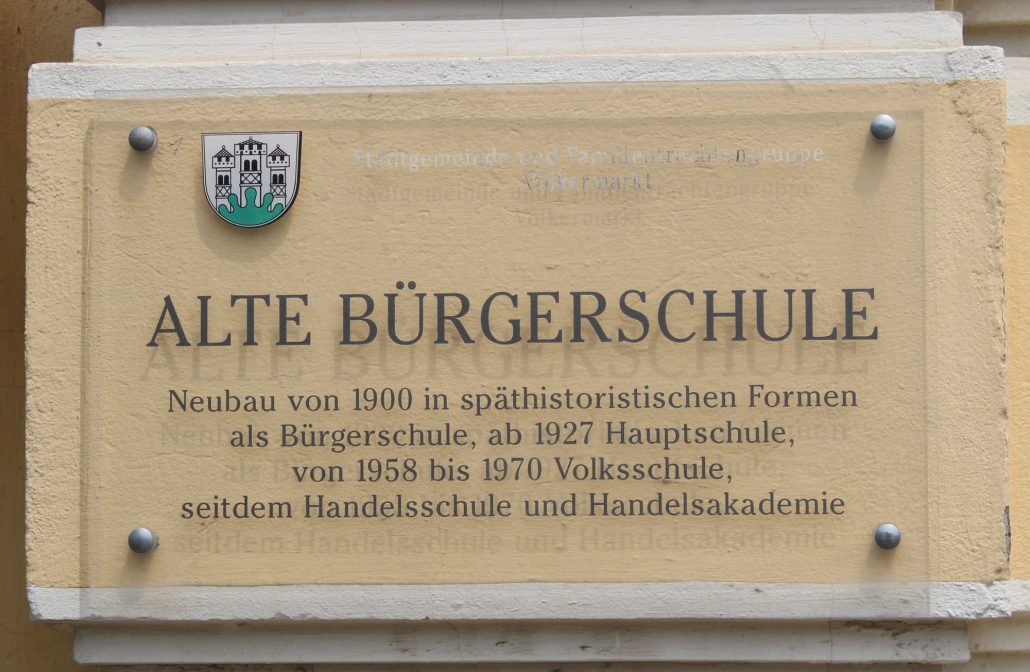 Stadtgemeinde und Familientrachtengruppe
Völkermarkt
ALTE BÜRGERSCHULE
Neubau von 1900 in späthistoristischen Formen
als Bürgerschule, ab 1927 Hauptschule,
von 1958 bis 1970 Volksschule,
seitdem Handelsschule und Handelsakademie